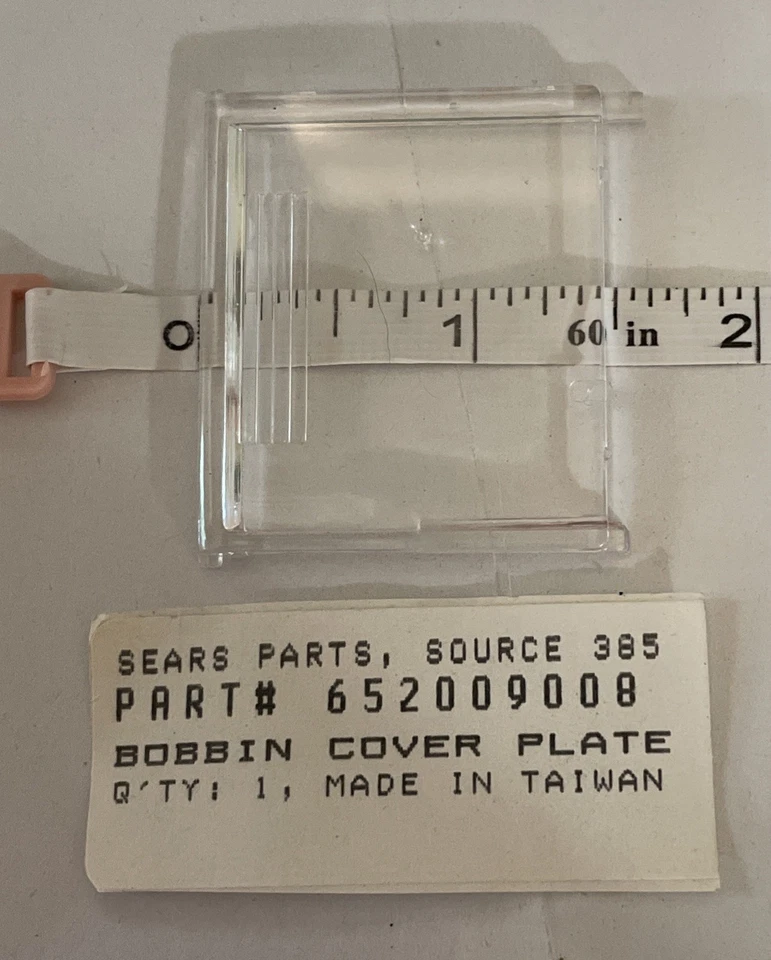 0 1 60 in 2
SEARS PARTS, SOURCE 385
PART# 652009008
BOBBIN COVER PLATE
Q'TY: 1, MADE IN TAIWAN